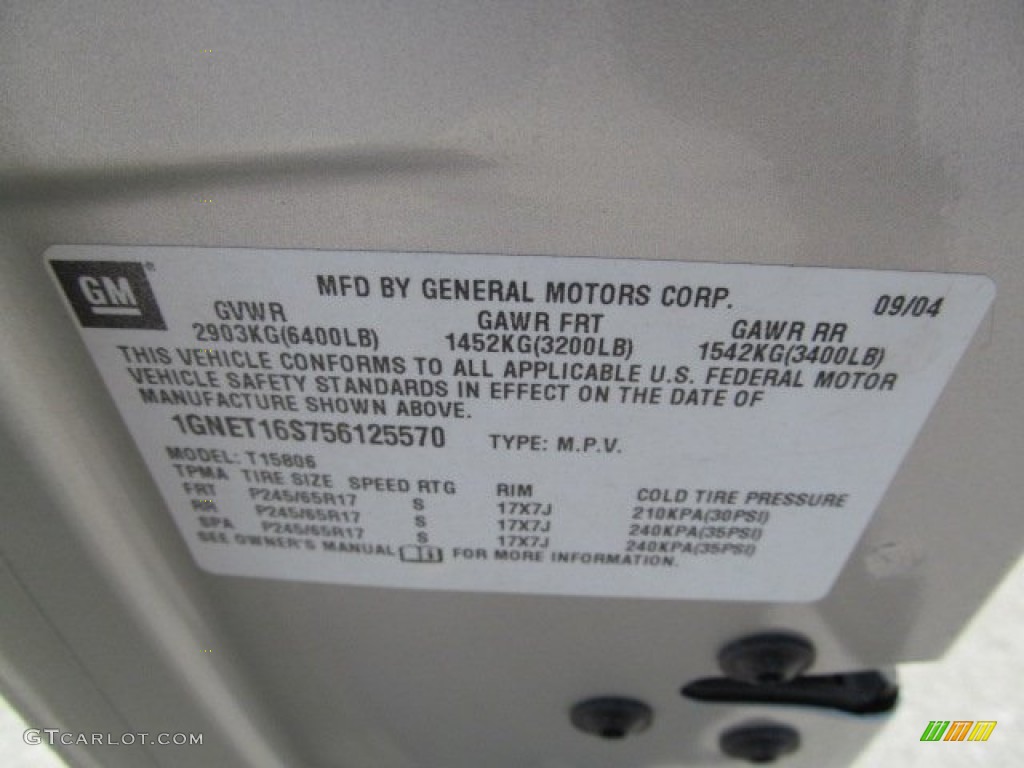 GM®
MFD BY GENERAL MOTORS CORP. 09/04
GVWR GAWR FRT GAWR RR
2903KG(6400LB) 1452KG(3200LB) 1542KG(3400LB)
THIS VEHICLE CONFORMS TO ALL APPLICABLE U.S. FEDERAL MOTOR
VEHICLE SAFETY STANDARDS IN EFFECT ON THE DATE OF
MANUFACTURE SHOWN ABOVE.
1GNET16S756125570 TYPE: M.P.V.
MODEL: T15806
TPMA TIRE SIZE SPEED RTG RIM COLD TIRE PRESSURE
FRT P245/65R17 S 17X7J 210KPA(30PSI)
RR P245/65R17 S 17X7J 240KPA(35PSI)
SPA P245/65R17 S 17X7J 240KPA(35PSI)
SEE OWNER'S MANUAL FOR MORE INFORMATION.
GTCARLOT.COM